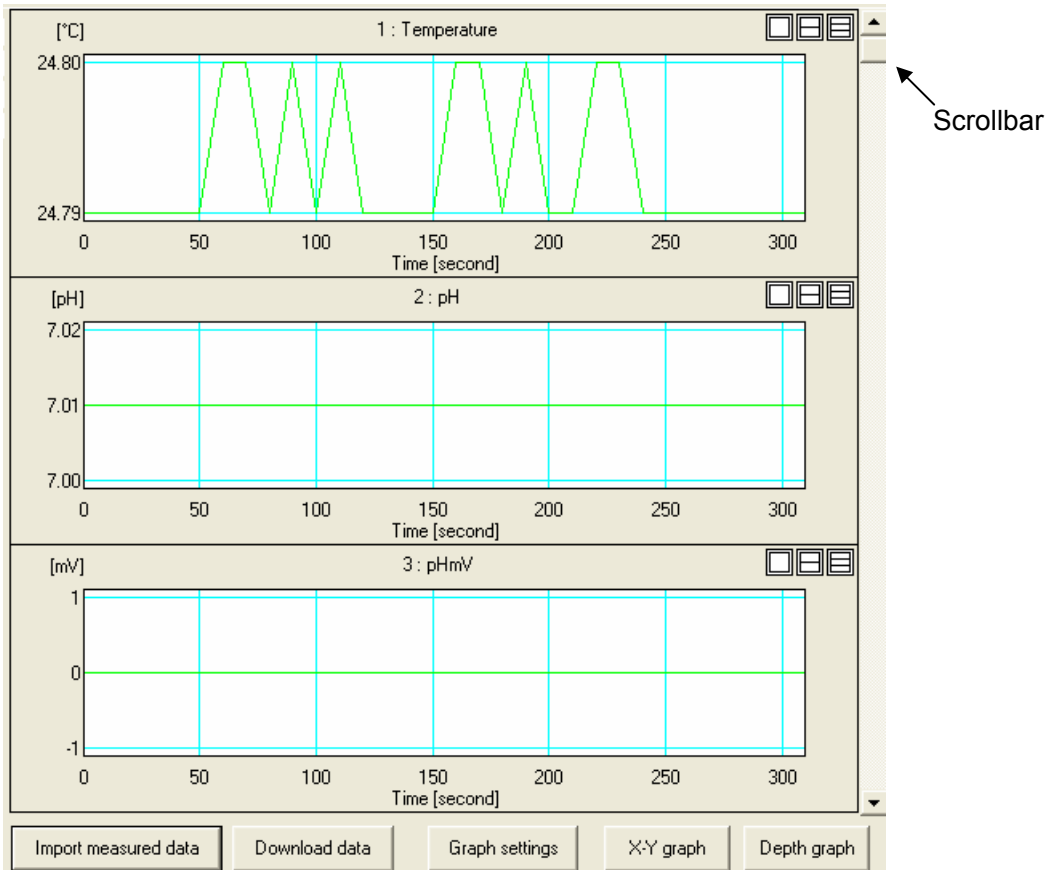 [°C] 1 : Temperature
Scrollbar
24.80
24.79
0 50 100 150 200 250 300
Time [second]
[pH] 2 : pH
7.02
7.01
7.00
0 50 100 150 200 250 300
Time [second]
[mV] 3 : pHmV
1
0
-1
0 50 100 150 200 250 300
Time [second]
Import measured data Download data Graph settings X-Y graph Depth graph